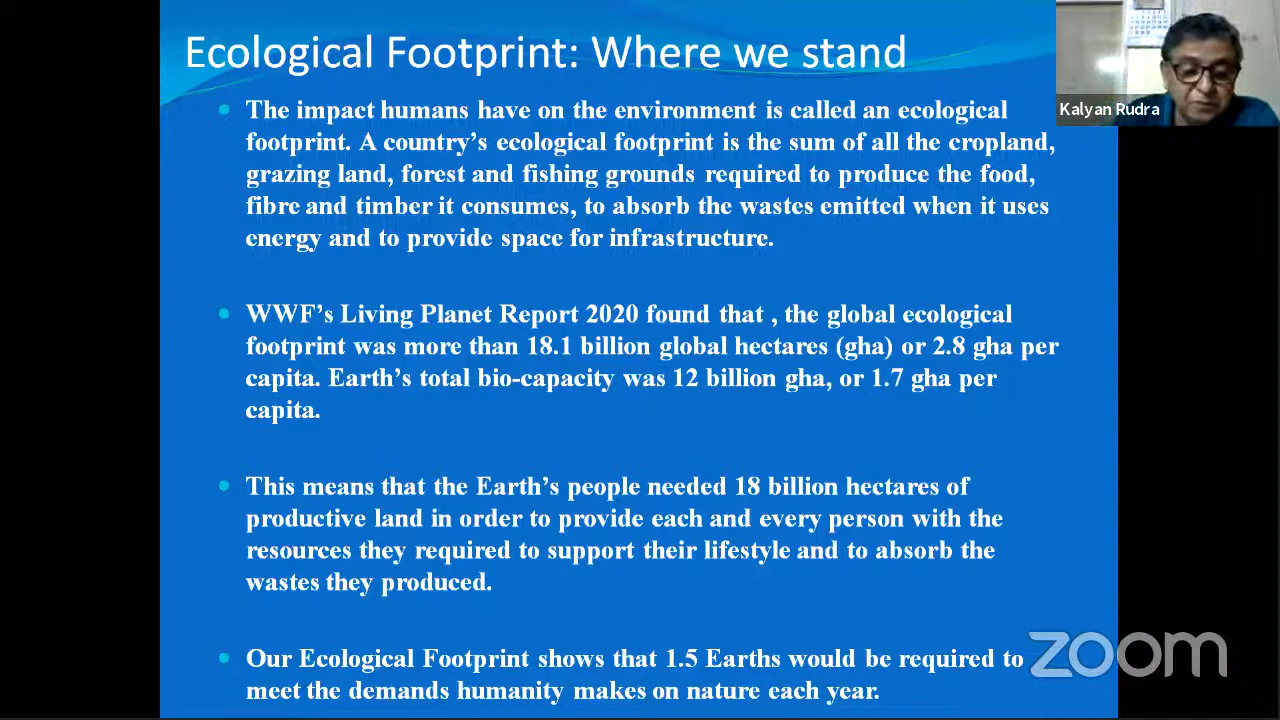 Ecological Footprint: Where we stand
Kalyan Rudra
The impact humans have on the environment is called an ecological
footprint. A country's ecological footprint is the sum of all the cropland,
grazing land, forest and fishing grounds required to produce the food,
fibre and timber it consumes, to absorb the wastes emitted when it uses
energy and to provide space for infrastructure.
WWF's Living Planet Report 2020 found that , the global ecological
footprint was more than 18.1 billion global hectares (gha) or 2.8 gha per
capita. Earth's total bio-capacity was 12 billion gha, or 1.7 gha per
capita.
This means that the Earth's people needed 18 billion hectares of
productive land in order to provide each and every person with the
resources they required to support their lifestyle and to absorb the
wastes they produced.
Our Ecological Footprint shows that 1.5 Earths would be required to
meet the demands humanity makes on nature each year.
zoom